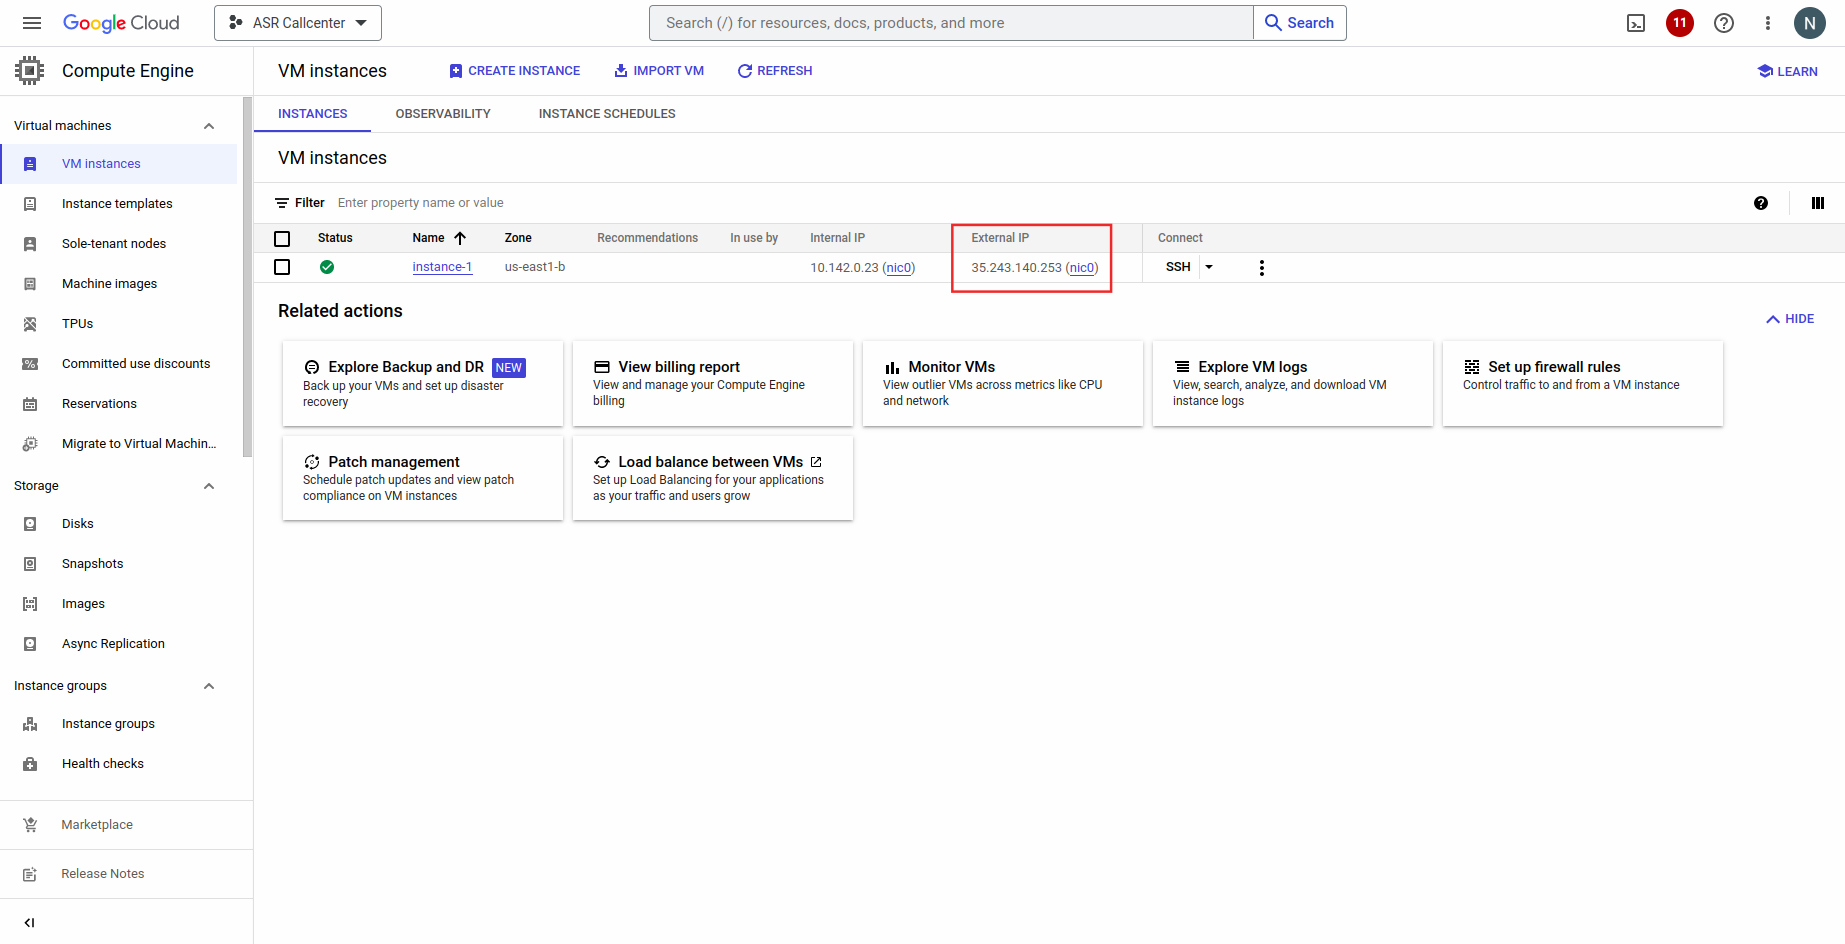 Google Cloud
ASR Callcenter
Search (/) for resources, docs, products, and more
Search
11
N
Compute Engine
VM instances
CREATE INSTANCE
IMPORT VM
REFRESH
LEARN
INSTANCES
OBSERVABILITY
INSTANCE SCHEDULES
Virtual machines
VM instances
Instance templates
Sole-tenant nodes
Machine images
TPUs
Committed use discounts
Reservations
Migrate to Virtual Machin...
Storage
Disks
Snapshots
Images
Async Replication
Instance groups
Instance groups
Health checks
Marketplace
Release Notes
VM instances
Filter Enter property name or value
Status Name Zone Recommendations In use by Internal IP External IP Connect
instance-1 us-east1-b 10.142.0.23 (nic0) 35.243.140.253 (nic0) SSH
Related actions
HIDE
Explore Backup and DR NEW
Back up your VMs and set up disaster
recovery
View billing report
View and manage your Compute Engine
billing
Monitor VMs
View outlier VMs across metrics like CPU
and network
Explore VM logs
View, search, analyze, and download VM
instance logs
Set up firewall rules
Control traffic to and from a VM instance
Patch management
Schedule patch updates and view patch
compliance on VM instances
Load balance between VMs
Set up Load Balancing for your applications
as your traffic and users grow